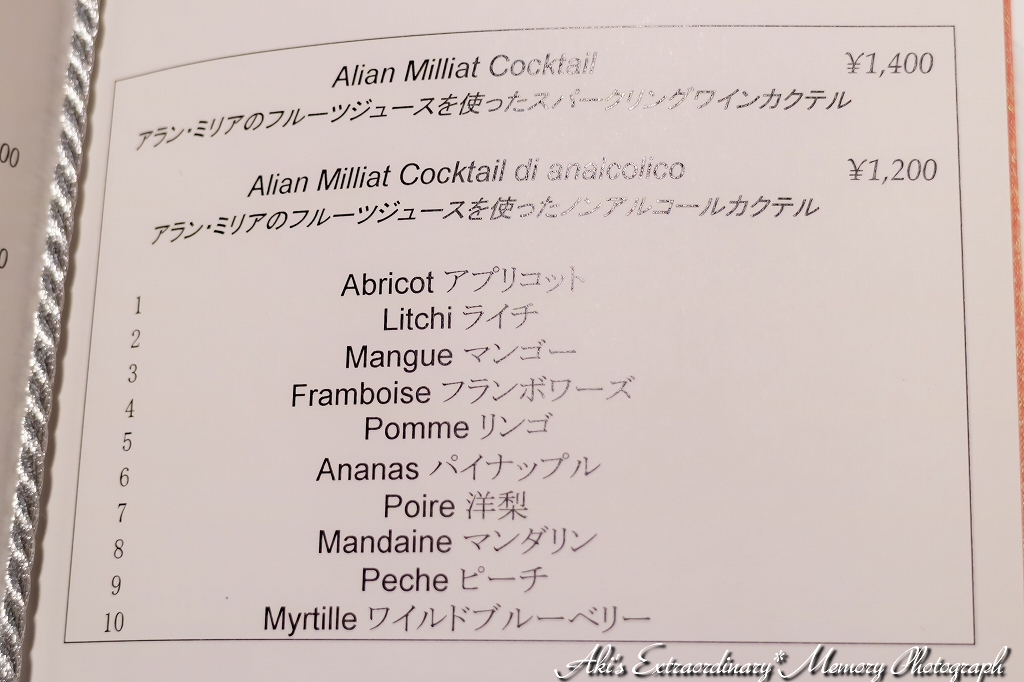 Alian Milliat Cocktail ¥1,400
アラン・ミリアのフルーツジュースを使ったスパークリングワインカクテル
Alian Milliat Cocktail di analcolico ¥1,200
アラン・ミリアのフルーツジュースを使ったノンアルコールカクテル
1 Abricot アプリコット
2 Litchi ライチ
3 Mangue マンゴー
4 Framboise フランボワーズ
5 Pomme リンゴ
6 Ananas パイナップル
7 Poire 洋梨
8 Mandaine マンダリン
9 Peche ピーチ
10 Myrtille ワイルドブルーベリー
00
0
Aki's Extraordinary* Memory Photograph